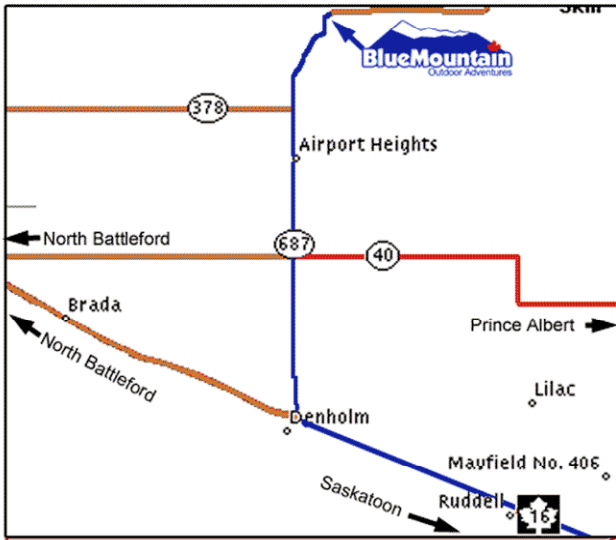 BlueMountain
Outdoor Adventures
378
Airport Heights
North Battleford
687
40
Brada
North Battleford
Prince Albert
Lilac
Denholm
Mayfield No. 406
Saskatoon
Ruddell
16